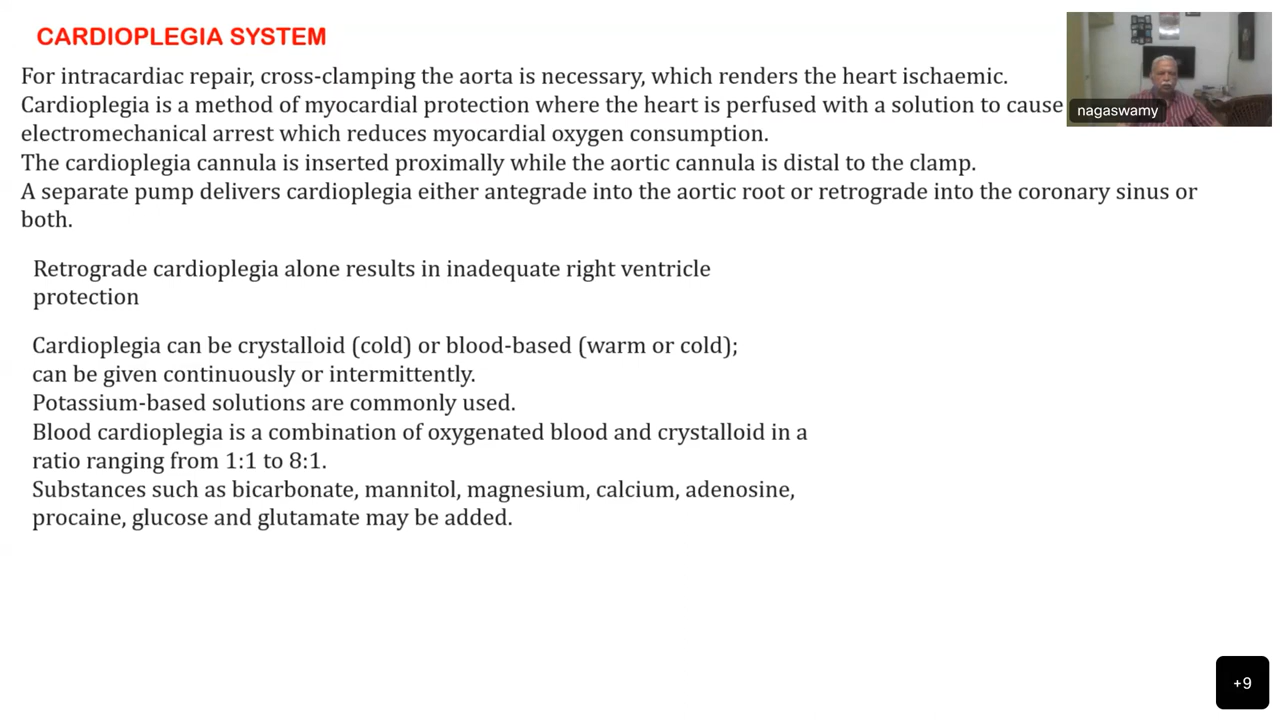 CARDIOPLEGIA SYSTEM
For intracardiac repair, cross-clamping the aorta is necessary, which renders the heart ischaemic.
Cardioplegia is a method of myocardial protection where the heart is perfused with a solution to cause
electromechanical arrest which reduces myocardial oxygen consumption.
The cardioplegia cannula is inserted proximally while the aortic cannula is distal to the clamp.
A separate pump delivers cardioplegia either antegrade into the aortic root or retrograde into the coronary sinus or
both.
Retrograde cardioplegia alone results in inadequate right ventricle
protection
Cardioplegia can be crystalloid (cold) or blood-based (warm or cold);
can be given continuously or intermittently.
Potassium-based solutions are commonly used.
Blood cardioplegia is a combination of oxygenated blood and crystalloid in a
ratio ranging from 1:1 to 8:1.
Substances such as bicarbonate, mannitol, magnesium, calcium, adenosine,
procaine, glucose and glutamate may be added.
nagaswamy
+9